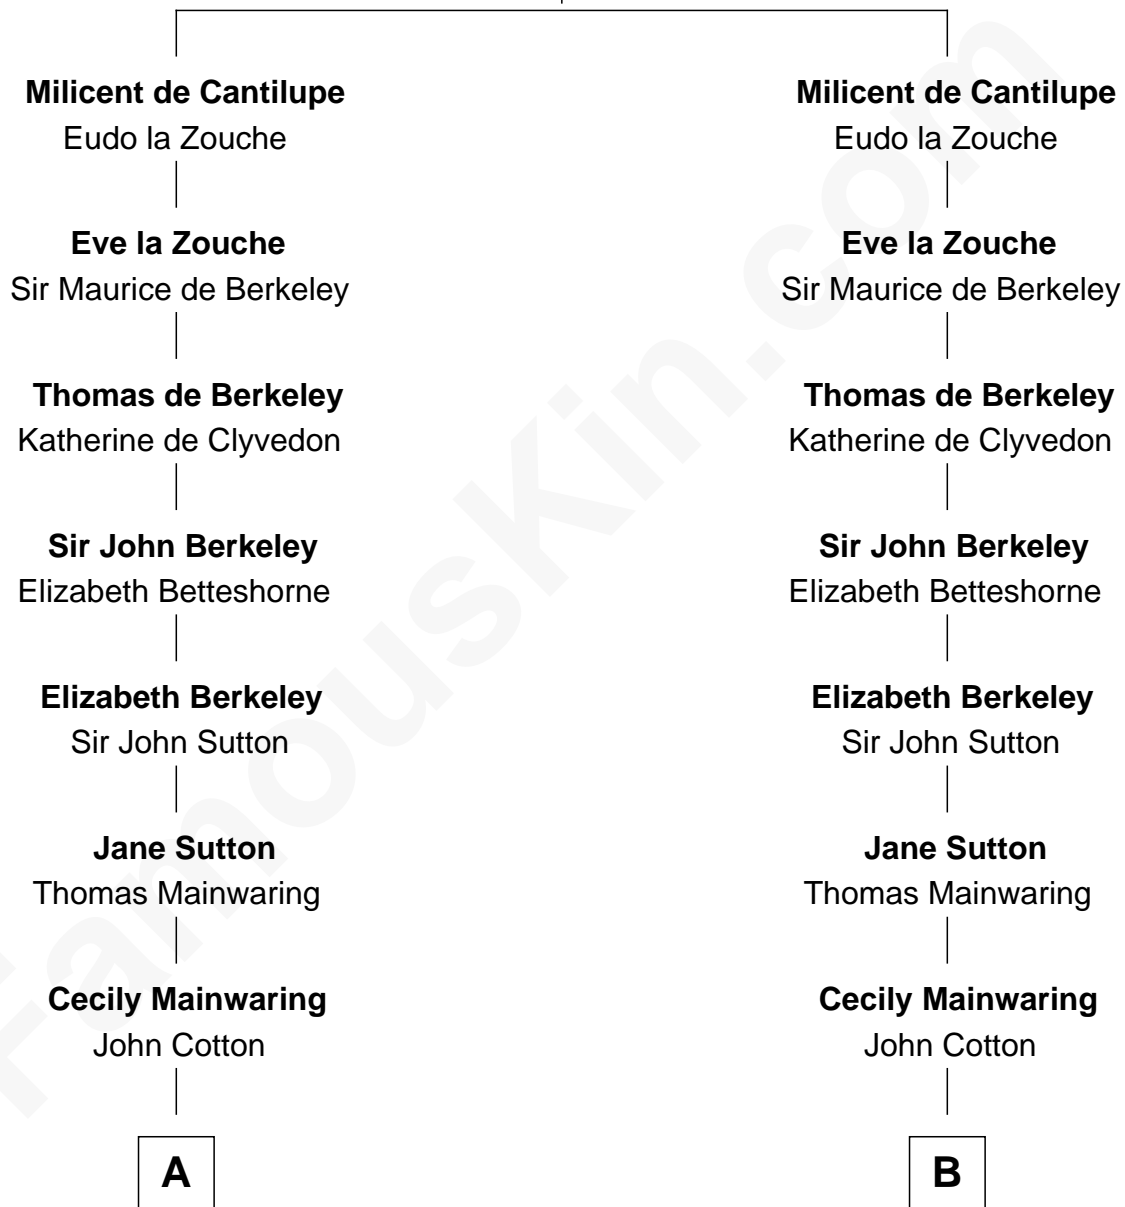 Milicent de Cantilupe Milicent de Cantilupe
Eudo la Zouche Eudo la Zouche
Eve la Zouche Eve la Zouche
Sir Maurice de Berkeley Sir Maurice de Berkeley
Thomas de Berkeley Thomas de Berkeley
Katherine de Clyvedon Katherine de Clyvedon
Sir John Berkeley Sir John Berkeley
Elizabeth Betteshorne Elizabeth Betteshorne
Elizabeth Berkeley Elizabeth Berkeley
Sir John Sutton Sir John Sutton
Jane Sutton Jane Sutton
Thomas Mainwaring Thomas Mainwaring
Cecily Mainwaring Cecily Mainwaring
John Cotton John Cotton
A B
FamousKin.com